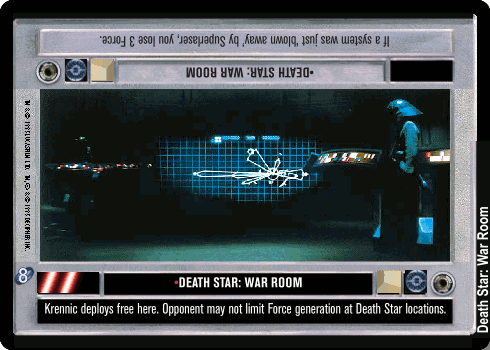 If a system was just 'blown away' by Superlaser, you lose 3 Force.
•DEATH STAR: WAR ROOM
•DEATH STAR: WAR ROOM
Krennic deploys free here. Opponent may not limit Force generation at Death Star locations.
Death Star: War Room